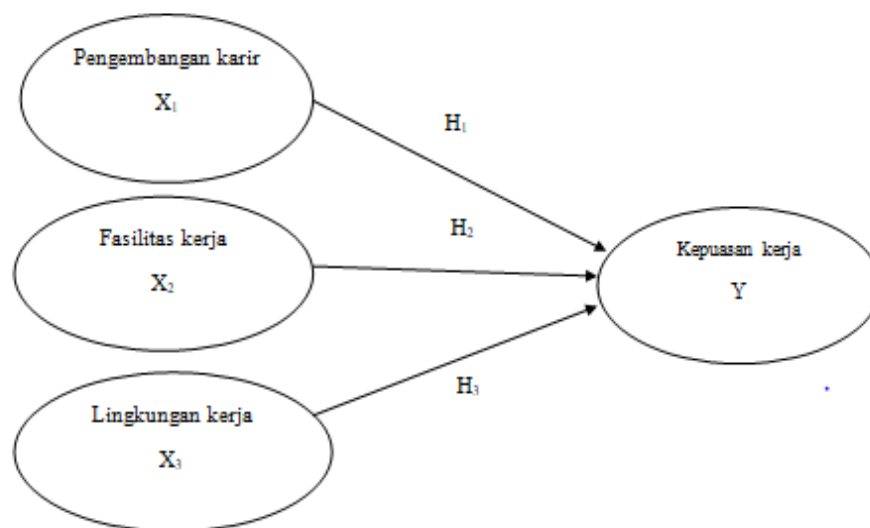 Pengembangan karir
X₁
H₁
Fasilitas kerja
X₂
H₂
Kepuasan kerja
Y
Lingkungan kerja
X₃
H₃